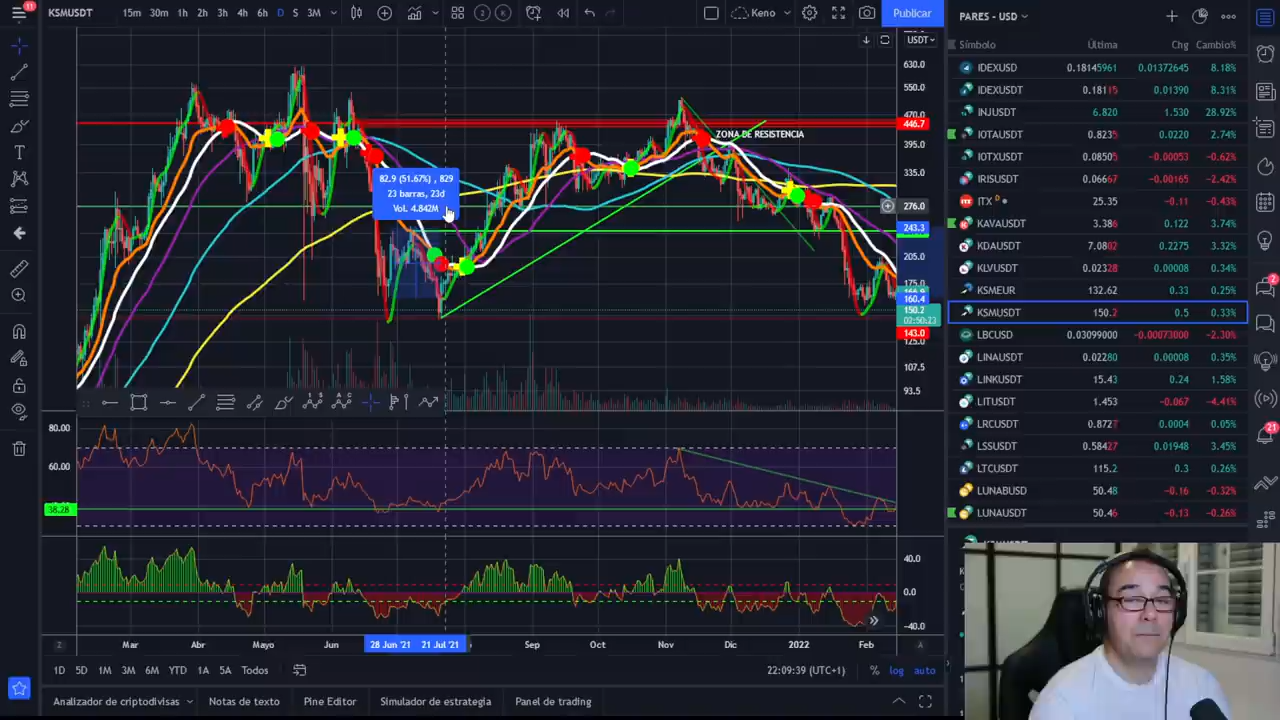 11
KSMUSDT
15m 30m 1h 2h 3h 4h 6h D S 3M
2
K
Keno
Publicar
PARES - USD
Símbolo Última Chg Cambio%
IDEXUSD 0.18145961 0.01372645 8.18%
IDEXUSDT 0.18115 0.01390 8.31%
INJUSDT 6.820 1.530 28.92%
IOTAUSDT 0.8235 0.0220 2.74%
IOTXUSDT 0.08505 -0.00053 -0.62%
IRISUSDT 0.06667 -0.00165 -2.42%
ITX D 25.35 -0.11 -0.43%
KAVAUSDT 3.386 0.122 3.74%
KDAUSDT 7.0802 0.2275 3.32%
KLVUSDT 0.02328 0.00008 0.34%
KSMEUR 132.62 0.33 0.25%
KSMUSDT 150.2 0.5 0.33%
LBCUSD 0.03099000 -0.00073000 -2.30%
LINAUSDT 0.02280 0.00008 0.35%
LINKUSDT 15.43 0.24 1.58%
LITUSDT 1.453 -0.067 -4.41%
LRCUSDT 0.8727 0.0004 0.05%
LSSUSDT 0.58427 0.01948 3.45%
LTCUSDT 115.2 0.3 0.26%
LUNABUSD 50.48 -0.16 -0.32%
LUNAUSDT 50.46 -0.13 -0.26%
2
21
USDT
630.0
550.0
470.0
446.7
395.0
335.0
276.0
243.3
205.0
175.0
160.4
150.2
02:50:23
143.0
125.0
107.5
93.5
ZONA DE RESISTENCIA
82.9 (51.67%) , 829
23 barras, 23d
Vol. 4.842M
80.00
60.00
38.28
40.0
0.0
-40.0
Z Mar Abr Mayo Jun 28 Jun '21 21 Jul '21 Sep Oct Nov Dic 2022 Feb A
1D 5D 1M 3M 6M YTD 1A 5A Todos
22:09:39 (UTC+1) % log auto
Analizador de criptodivisas Notas de texto Pine Editor Simulador de estrategia Panel de trading